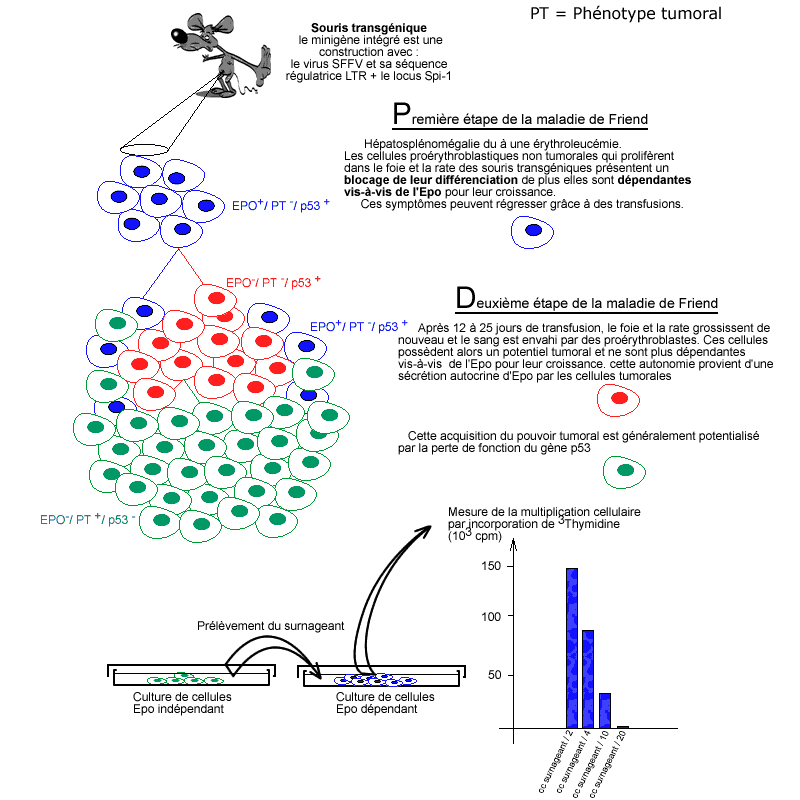 PT = Phénotype tumoral
Souris transgénique
le minigène intégré est une
construction avec :
le virus SFFV et sa séquence
régulatrice LTR + le locus Spi-1
Première étape de la maladie de Friend
Hépatosplénomégalie du à une érythroleucémie.
Les cellules proérythroblastiques non tumorales qui prolifèrent
dans le foie et la rate des souris transgéniques présentent un
blocage de leur différenciation de plus elles sont dépendantes
vis-à-vis de l'Epo pour leur croissance.
Ces symptômes peuvent régresser grâce à des transfusions.
EPO+/ PT -/ p53 +
EPO-/ PT -/ p53 +
EPO+/ PT -/ p53 +
Deuxième étape de la maladie de Friend
Après 12 à 25 jours de transfusion, le foie et la rate grossissent de
nouveau et le sang est envahi par des proérythroblastes. Ces cellules
possèdent alors un potentiel tumoral et ne sont plus dépendantes
vis-à-vis de l'Epo pour leur croissance. cette autonomie provient d'une
sécrétion autocrine d'Epo par les cellules tumorales
Cette acquisition du pouvoir tumoral est généralement potentialisé
par la perte de fonction du gène p53
EPO-/ PT +/ p53 -
Mesure de la multiplication cellulaire
par incorporation de 3Thymidine
(103 cpm)
150
100
50
cc surnageant / 2
cc surnageant / 4
cc surnageant / 10
cc surnageant / 20
Prélèvement du surnageant
Culture de cellules
Epo indépendant
Culture de cellules
Epo dépendant